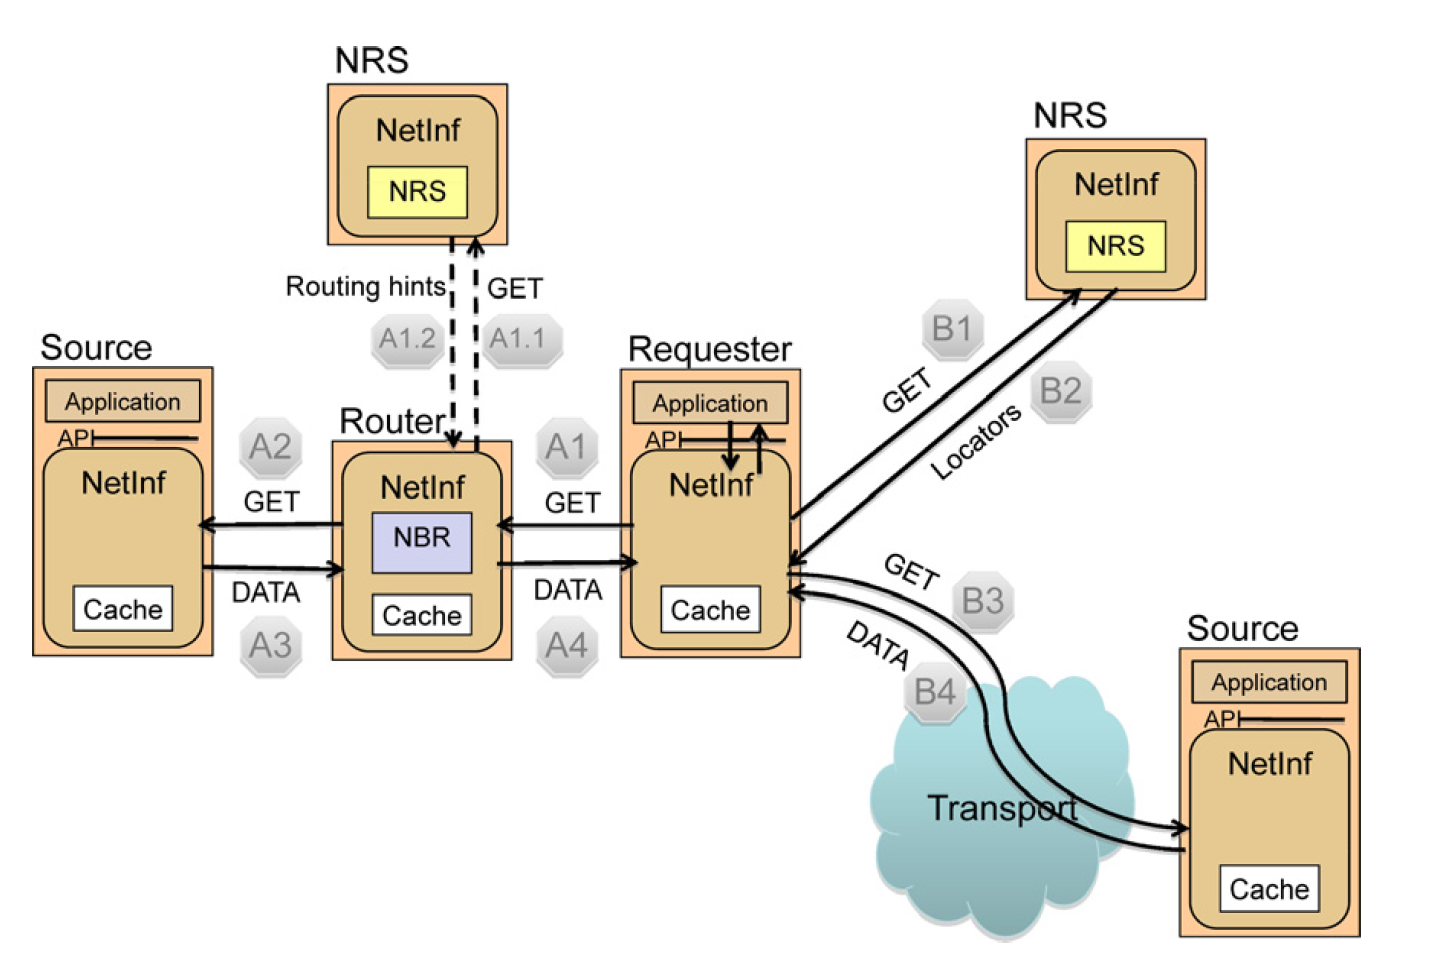 NRS
NetInf
NRS
NRS
NetInf
NRS
Routing hints
GET
A1.2
A1.1
Source
Application
API
NetInf
Cache
A2
GET
DATA
A3
Router
NetInf
NBR
Cache
A1
GET
DATA
A4
Requester
Application
API
NetInf
Cache
B1
GET
B2
Locators
GET
B3
DATA
B4
Transport
Source
Application
API
NetInf
Cache